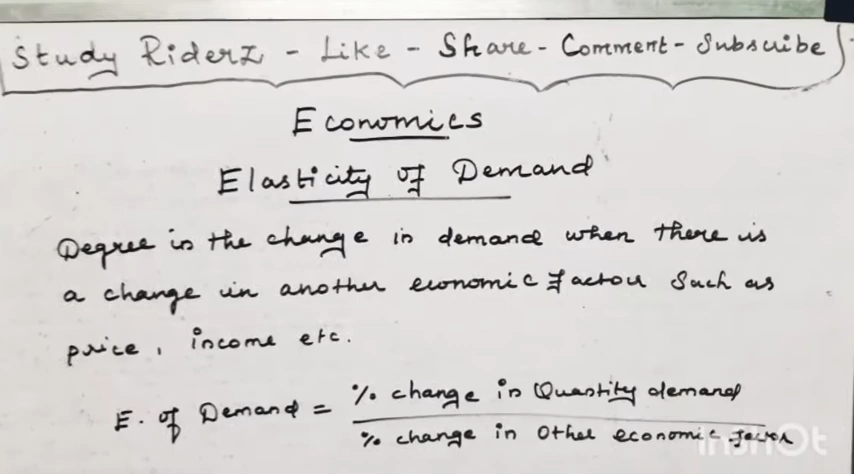 Study Riderz - Like - Share - Comment - Subscribe
Economics
Elasticity of Demand
Degree in the change in demand when there is
a change in another economic factor Such as
price, income etc.
E. of Demand = % change in Quantity demand
% change in Other economic factor
InShOt